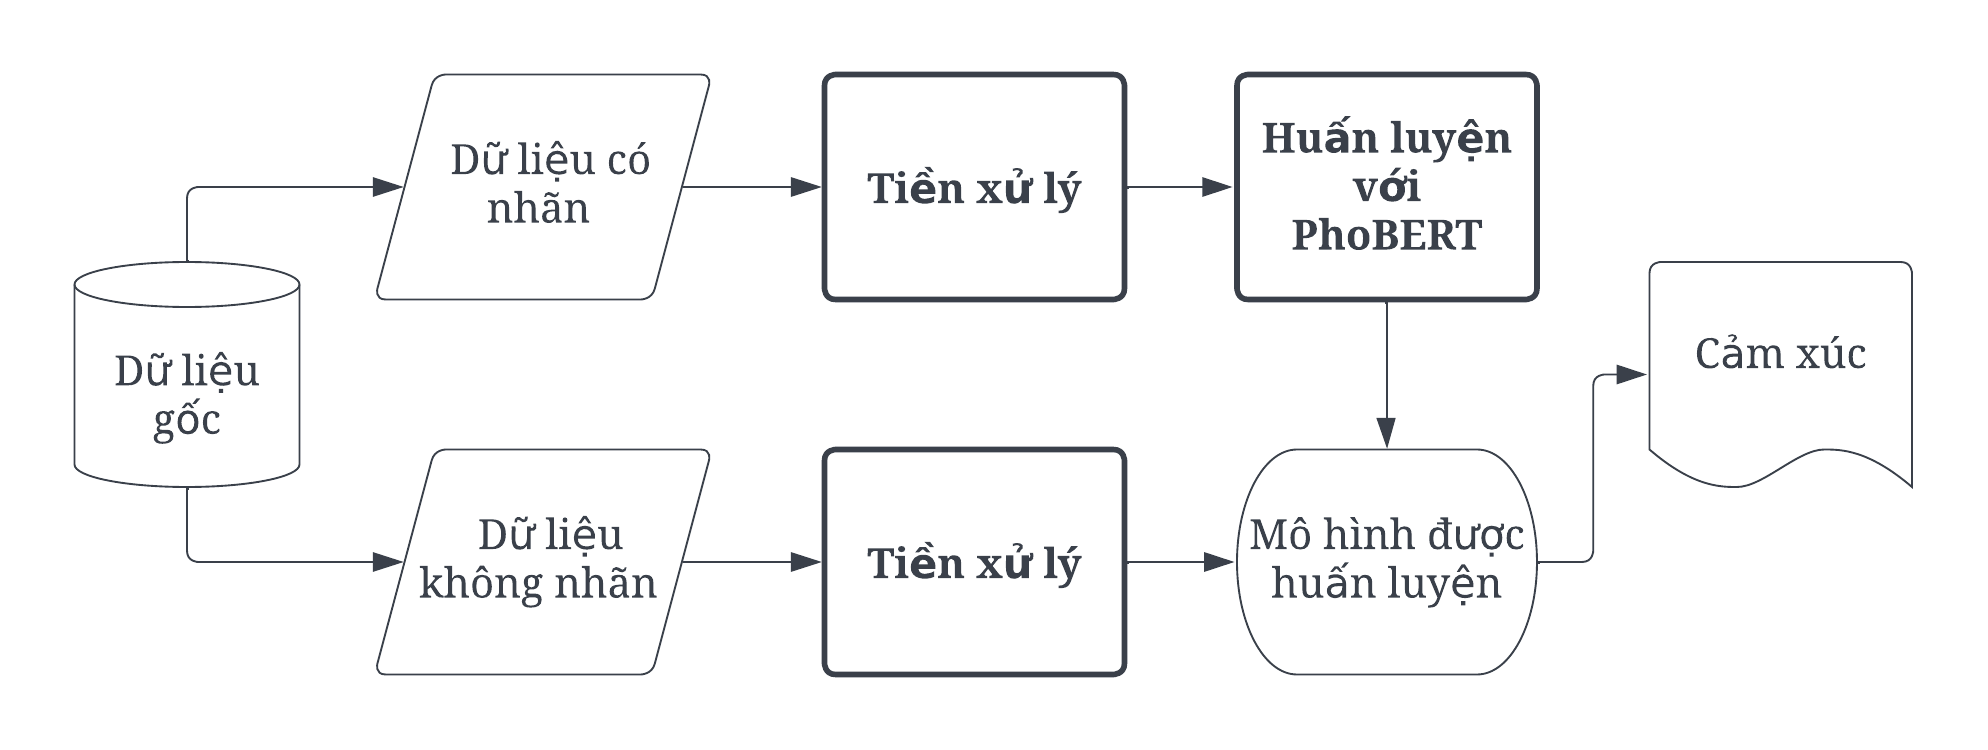 Dữ liệu có
nhãn
Tiền xử lý
Huấn luyện
với
PhoBERT
Dữ liệu
gốc
Cảm xúc
Dữ liệu
không nhãn
Tiền xử lý
Mô hình được
huấn luyện